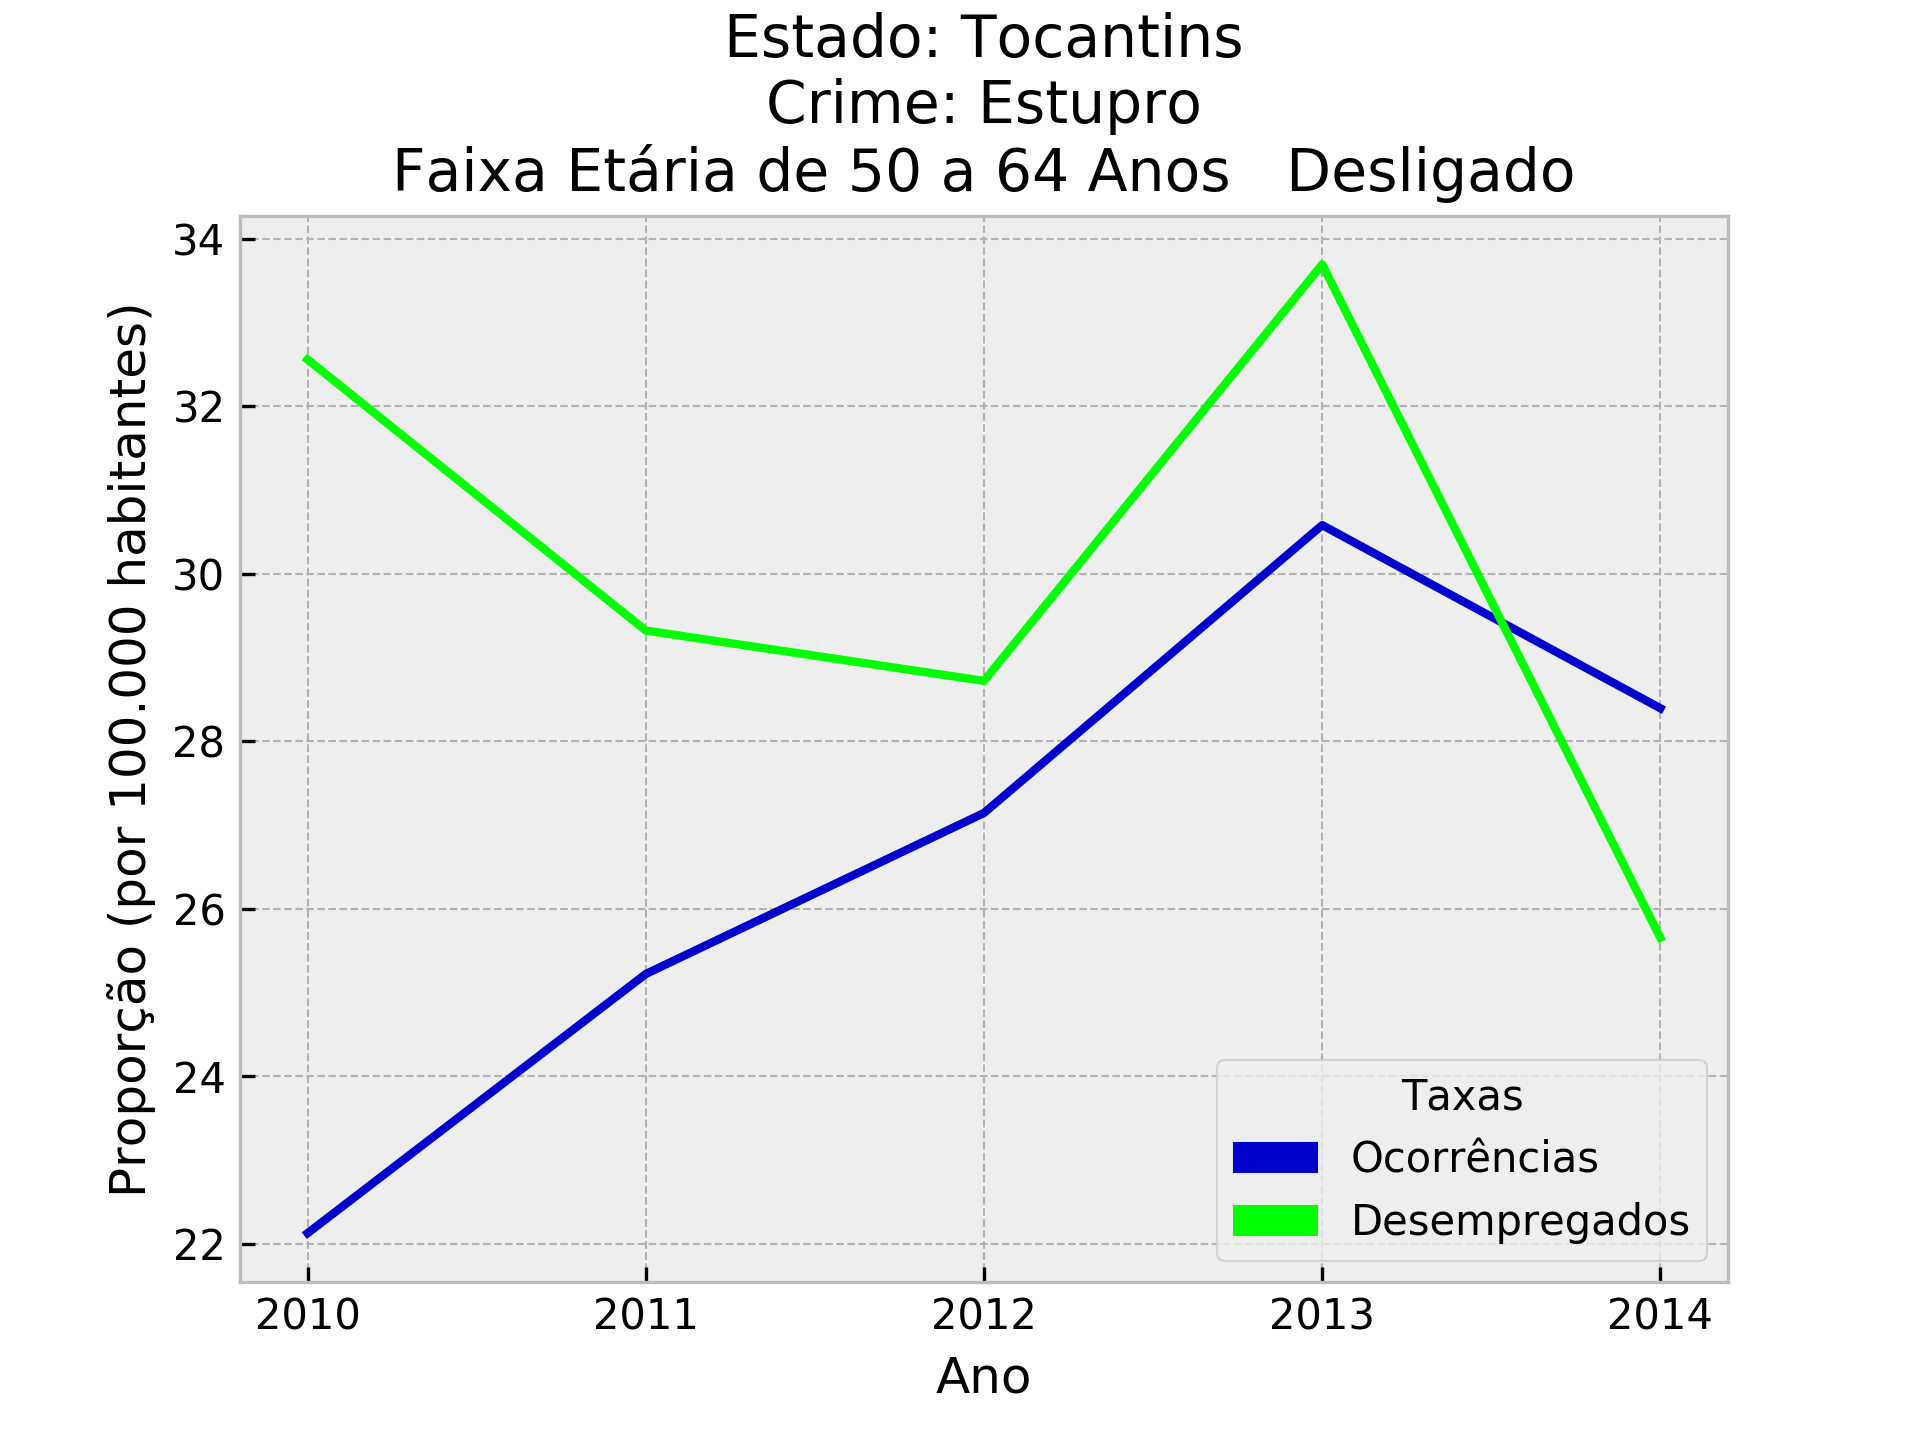 Estado: Tocantins
Crime: Estupro
Faixa Etária de 50 a 64 Anos   Desligado
Proporção (por 100.000 habitantes)
34
32
30
28
26
24
22
Taxas
Ocorrências
Desempregados
2010 2011 2012 2013 2014
Ano